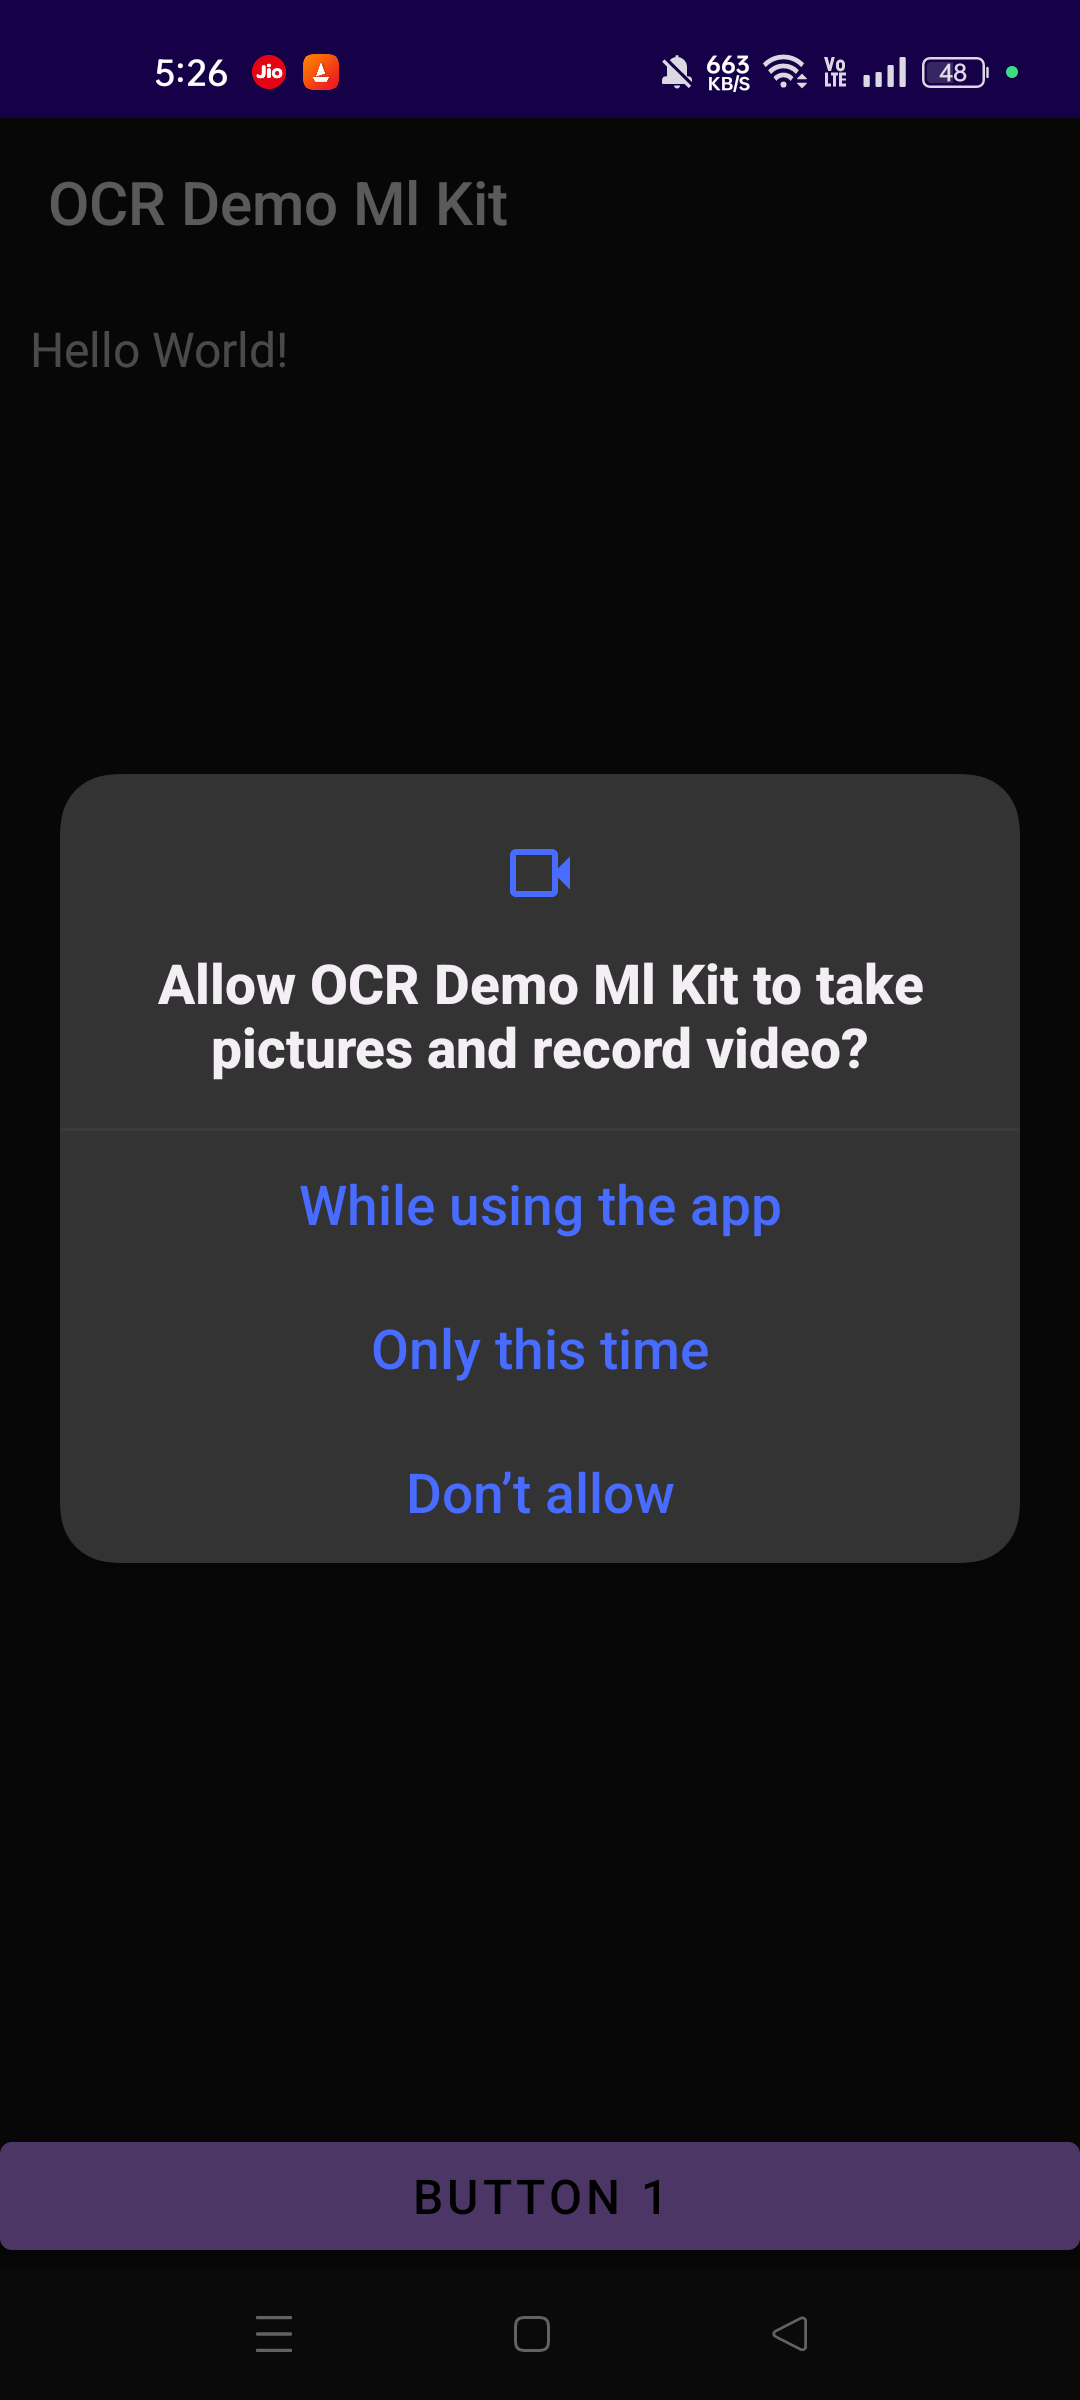 5:26 Jio 663 KB/S Vo LTE 48
OCR Demo Ml Kit
Hello World!
Allow OCR Demo Ml Kit to take
pictures and record video?
While using the app
Only this time
Don’t allow
BUTTON 1